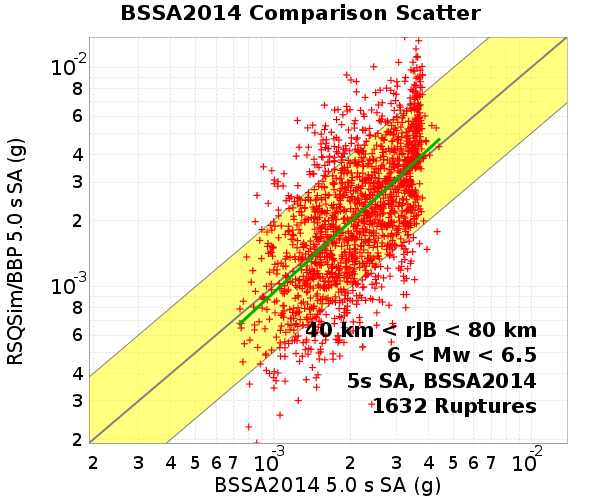 BSSA2014 Comparison Scatter
RSQSim/BBP 5.0 s SA (g)
10-2
8
6
4
3
2
10-3
8
6
4
3
2
40 km < rJB < 80 km
6 < Mw < 6.5
5s SA, BSSA2014
1632 Ruptures
2 3 4 5 6 7 10-3 2 3 4 5 6 7 10-2
BSSA2014 5.0 s SA (g)